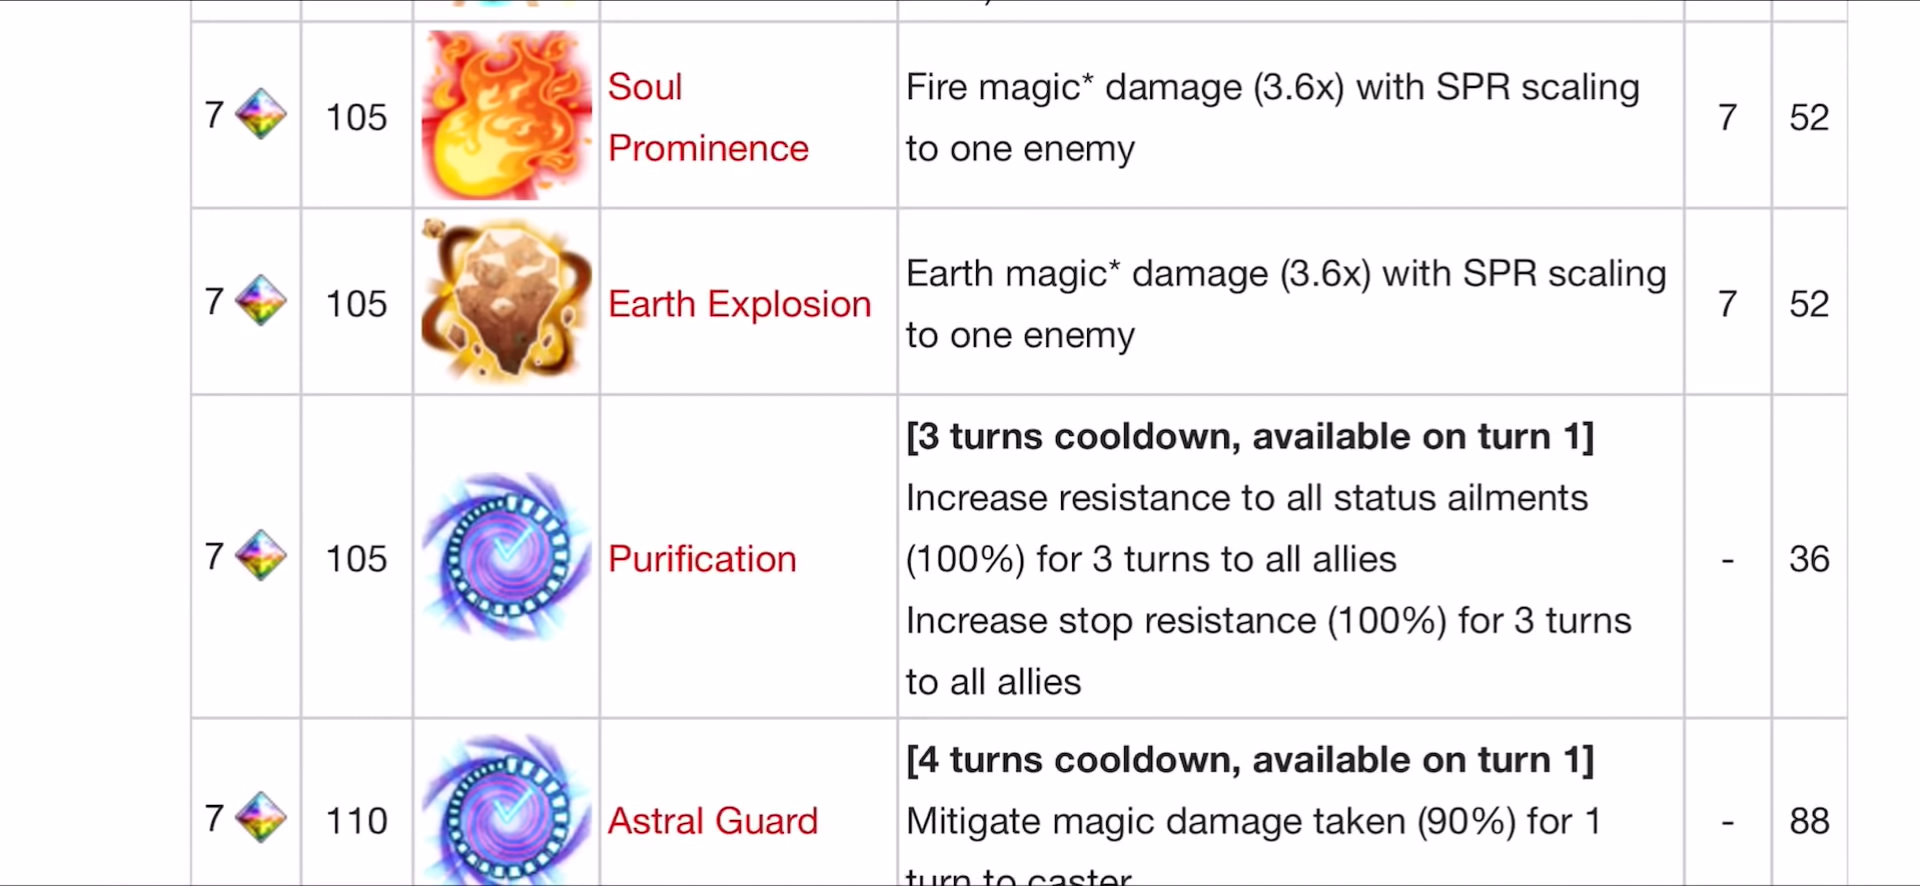 7 105 Soul Prominence Fire magic* damage (3.6x) with SPR scaling
to one enemy 7 52
7 105 Earth Explosion Earth magic* damage (3.6x) with SPR scaling
to one enemy 7 52
7 105 Purification [3 turns cooldown, available on turn 1]
Increase resistance to all status ailments
(100%) for 3 turns to all allies
Increase stop resistance (100%) for 3 turns
to all allies - 36
7 110 Astral Guard [4 turns cooldown, available on turn 1]
Mitigate magic damage taken (90%) for 1
turn to caster - 88